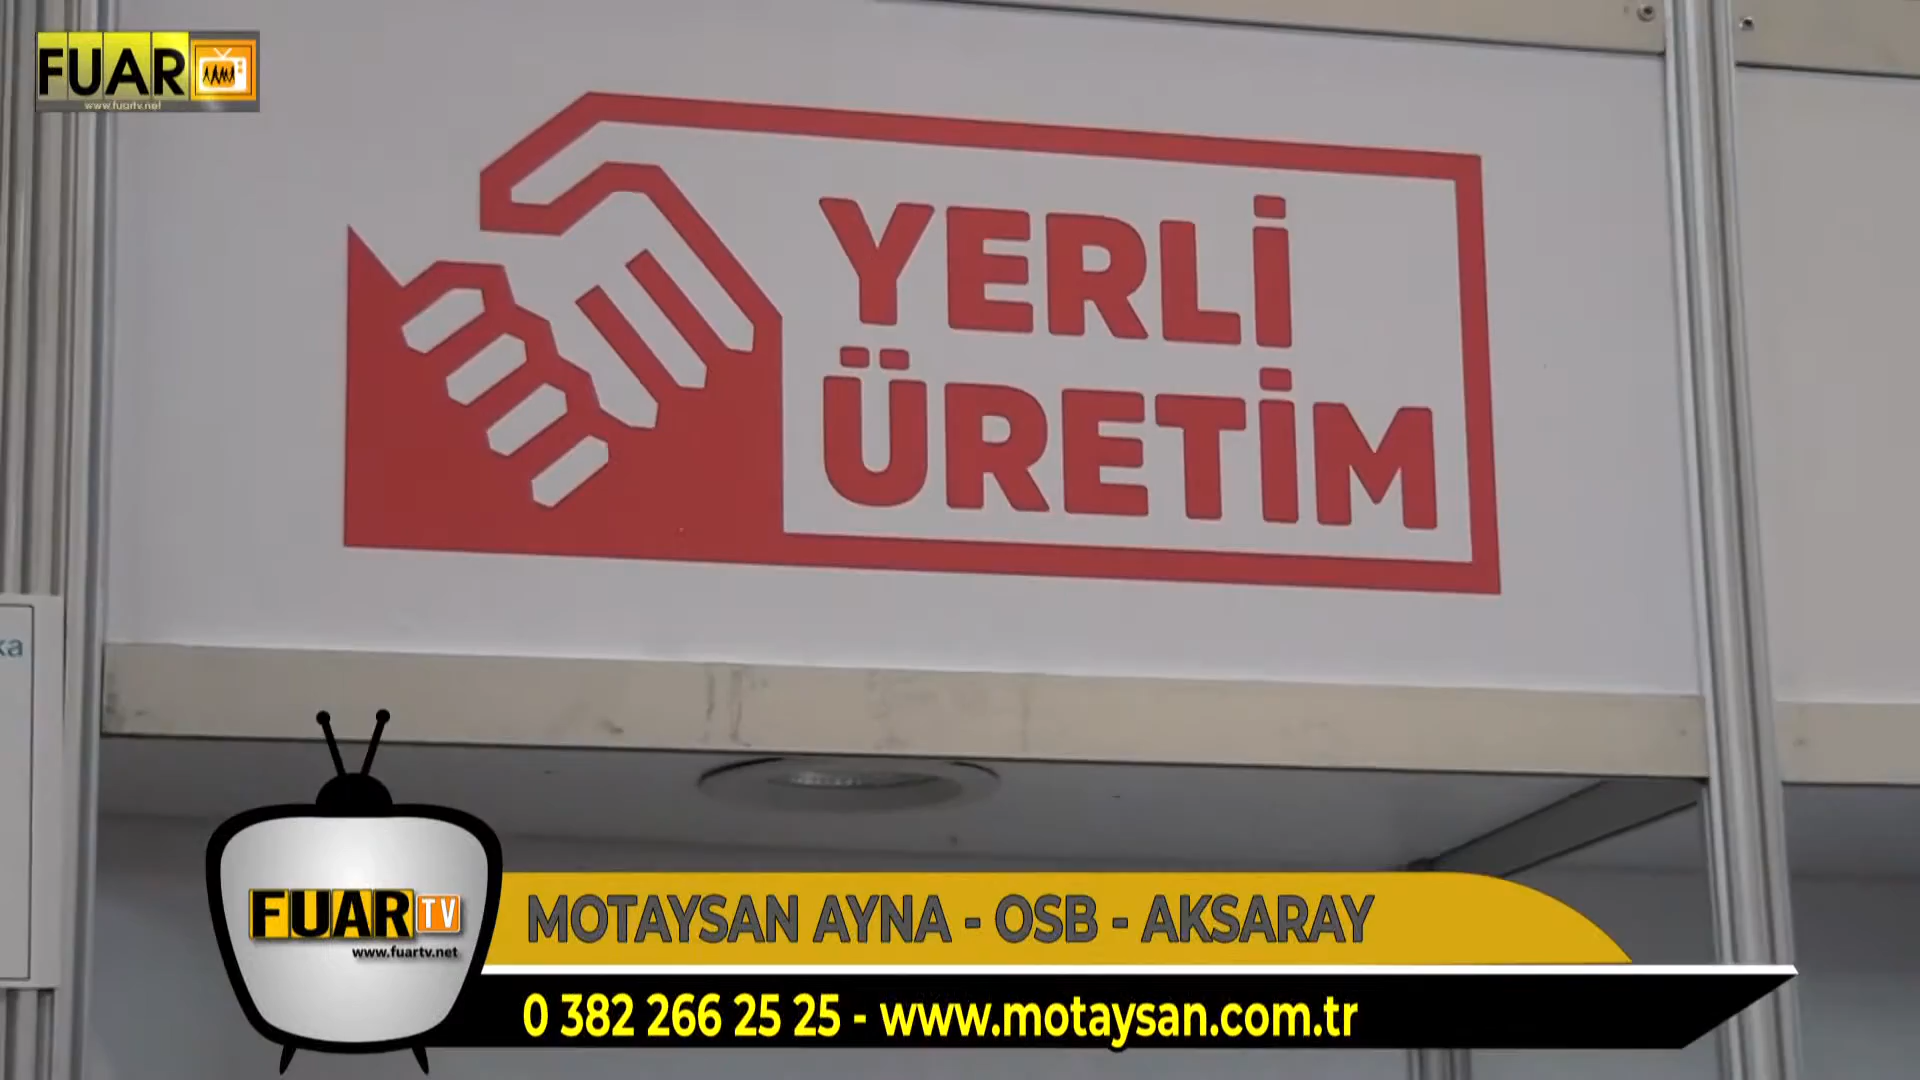 FUAR
www.fuartv.net
YERLİ
ÜRETİM
ka
FUAR TV
www.fuartv.net
MOTAYSAN AYNA - OSB - AKSARAY
0 382 266 25 25 - www.motaysan.com.tr